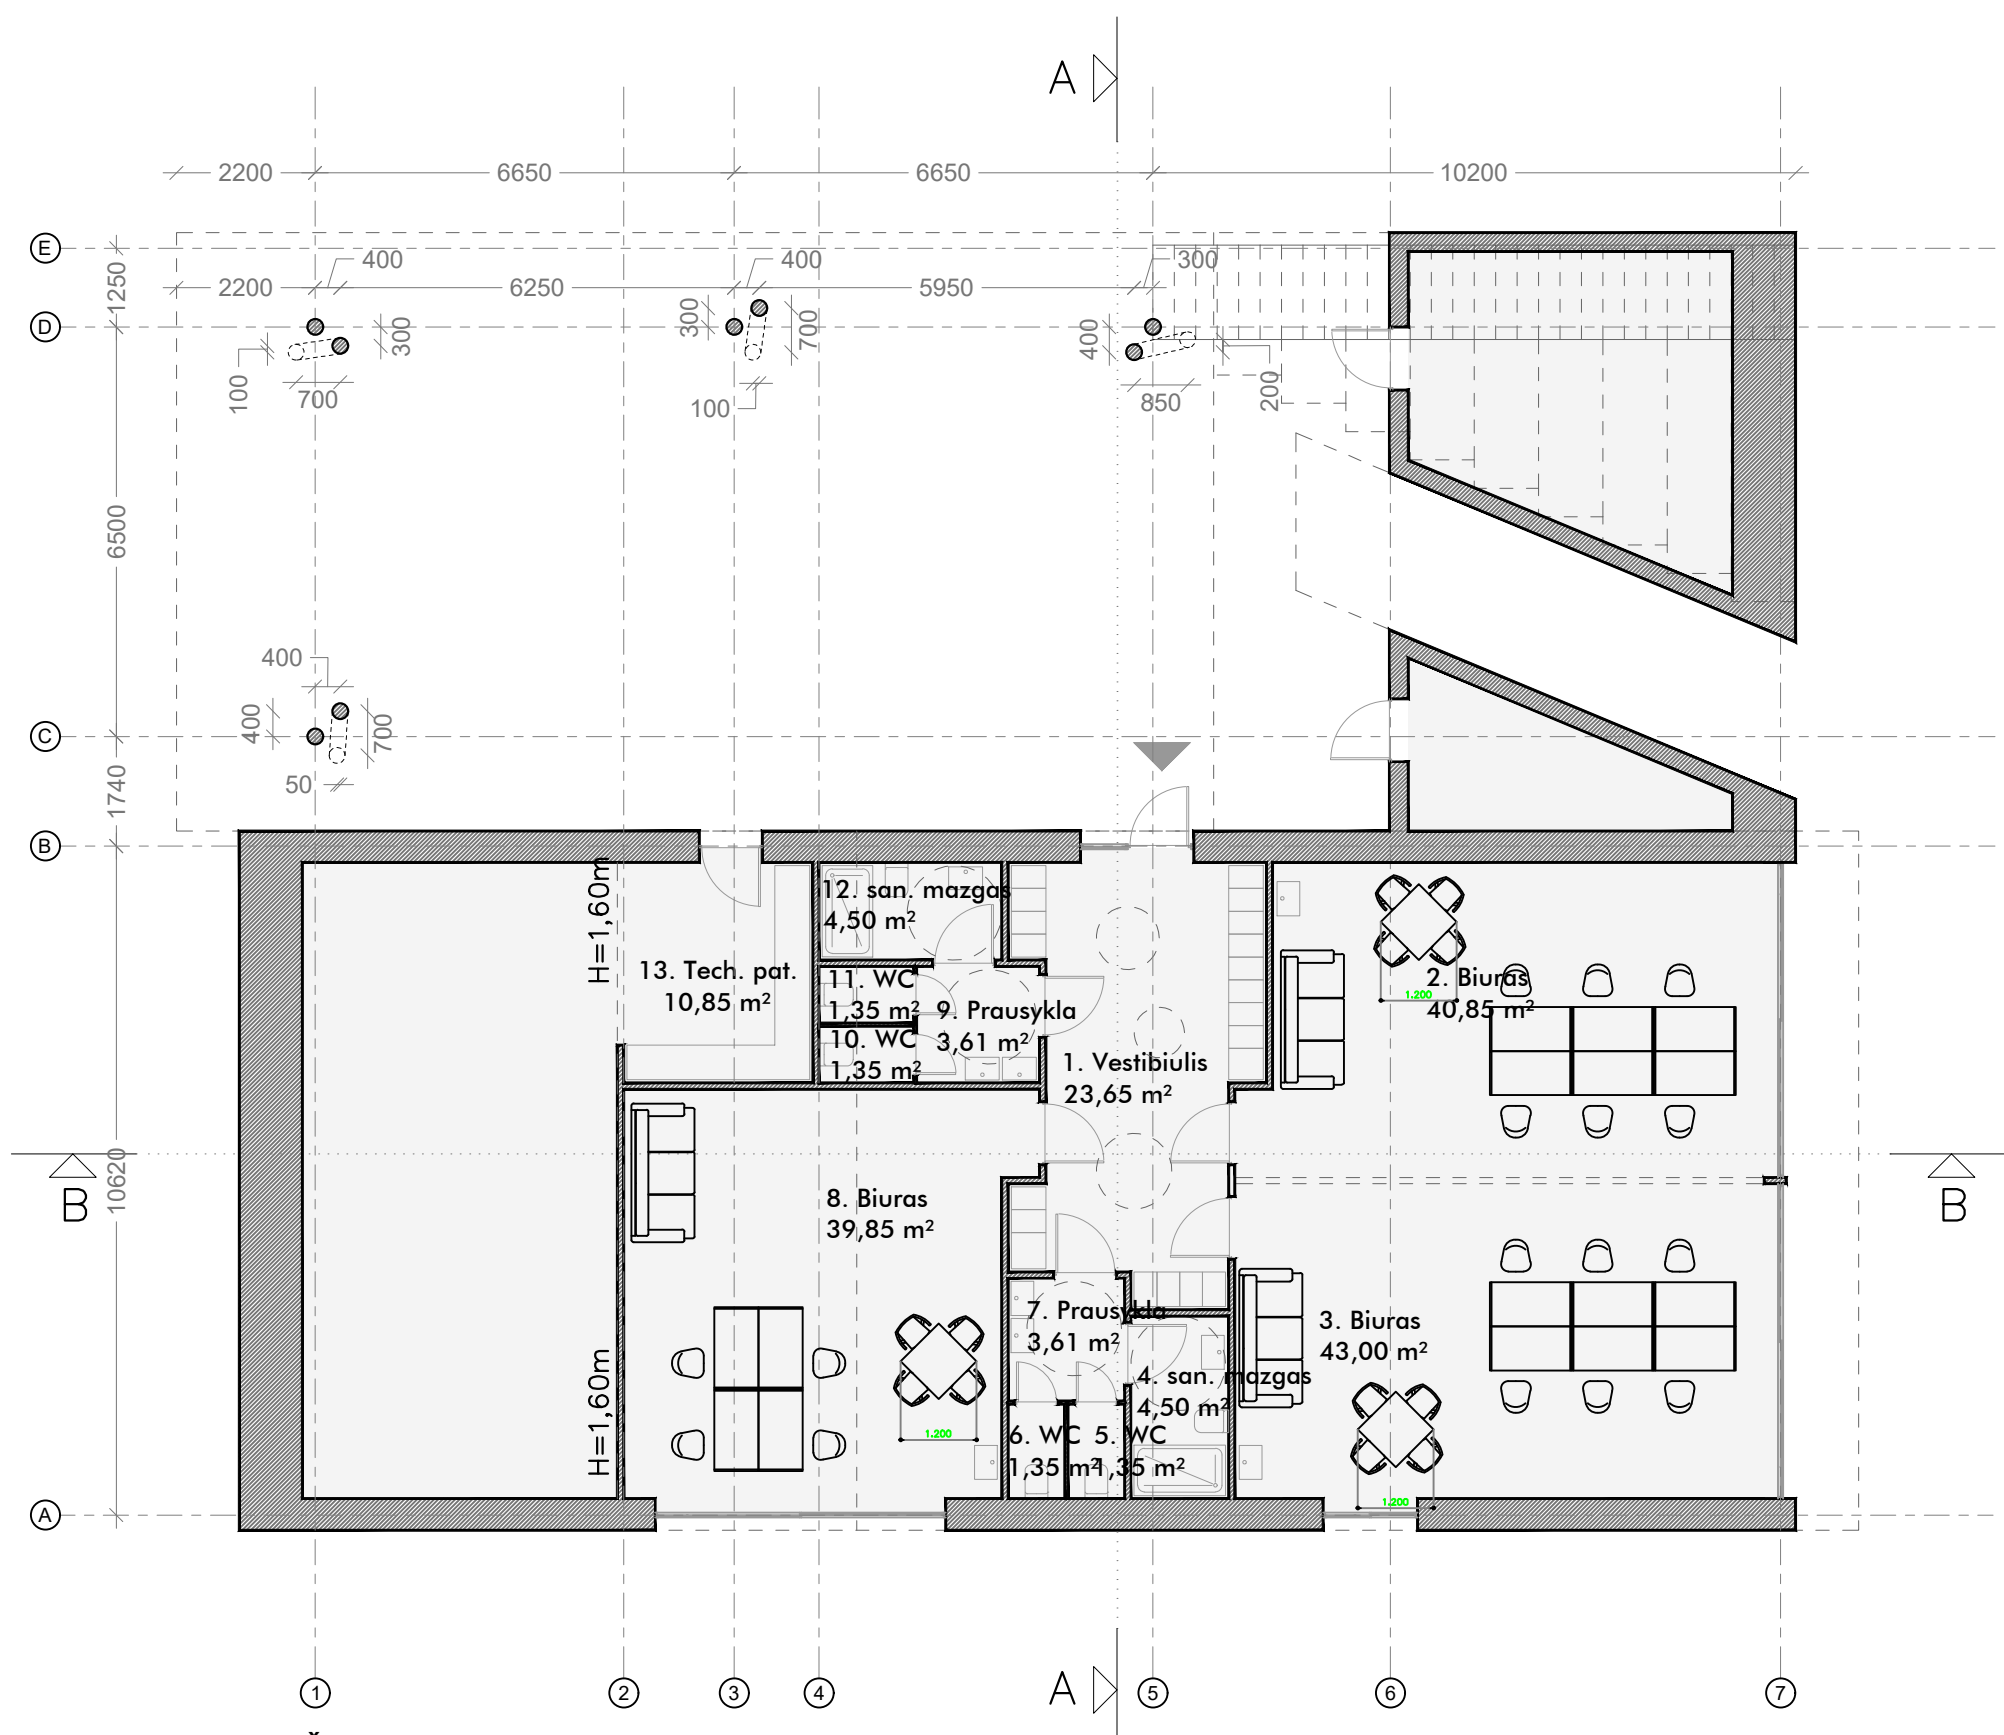 A
2200 6650 6650 10200
E
400 400 300
1250
2200 6250 5950
D
300
300
700
400
100
700
100
850
200
6500
400
400
700
C
50
1740
B
H=1,60m
12. san. mazgas
4,50 m²
13. Tech. pat.
10,85 m²
11. WC
1,35 m²
9. Prausykla
3,61 m²
10. WC
1,35 m²
2. Biuras
40,85 m²
1.200
1. Vestibiulis
23,65 m²
B
10620
B
8. Biuras
39,85 m²
7. Prausykla
3,61 m²
3. Biuras
43,00 m²
4. san. mazgas
4,50 m²
H=1,60m
1.200
6. WC
1,35 m²
5. WC
1,35 m²
1.200
A
A
1 2 3 4 5 6 7